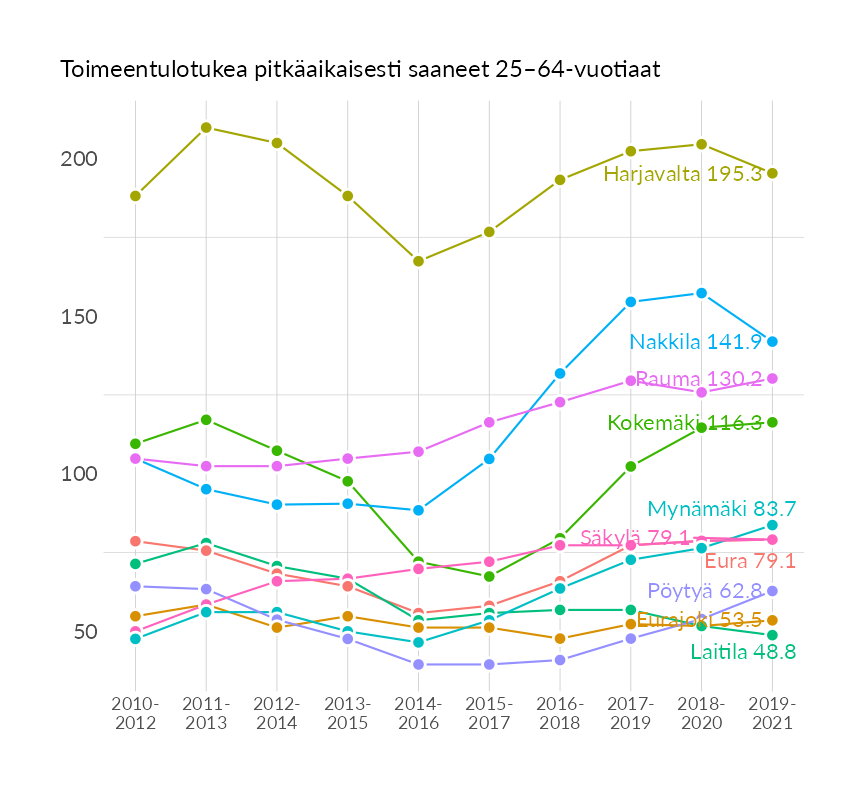 Toimeentulotukea pitkäaikaisesti saaneet 25–64-vuotiaat
200
150
100
50
Harjavalta 195.3
Nakkila 141.9
Rauma 130.2
Kokemäki 116.3
Mynämäki 83.7
Säkylä 79.1
Eura 79.1
Pöytyä 62.8
Eurajoki 53.5
Laitila 48.8
2010-
2012
2011-
2013
2012-
2014
2013-
2015
2014-
2016
2015-
2017
2016-
2018
2017-
2019
2018-
2020
2019-
2021